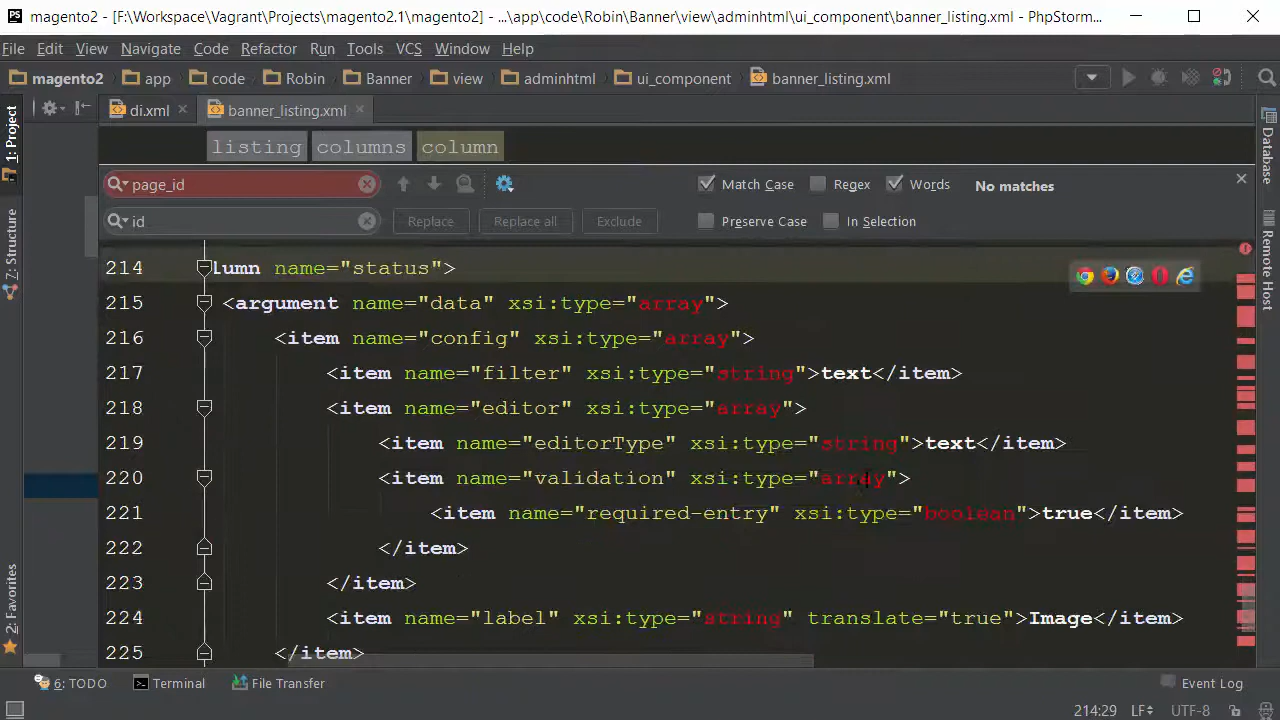 magento2 - [F:\Workspace\Vagrant\Projects\magento2.1\magento2] - ...\app\code\Robin\Banner\view\adminhtml\ui_component\banner_listing.xml - PhpStorm...
File Edit View Navigate Code Refactor Run Tools VCS Window Help
magento2 app code Robin Banner view adminhtml ui_component banner_listing.xml
di.xml banner_listing.xml
listing columns column
page_id Match Case Regex Words No matches
id Replace Replace all Exclude Preserve Case In Selection
214 lumn name="status">
215 <argument name="data" xsi:type="array">
216 <item name="config" xsi:type="array">
217 <item name="filter" xsi:type="string">text</item>
218 <item name="editor" xsi:type="array">
219 <item name="editorType" xsi:type="string">text</item>
220 <item name="validation" xsi:type="array">
221 <item name="required-entry" xsi:type="boolean">true</item>
222 </item>
223 </item>
224 <item name="label" xsi:type="string" translate="true">Image</item>
225 </item>
1: Project
7: Structure
2: Favorites
Database
Remote Host
6: TODO Terminal File Transfer Event Log
214:29 LF UTF-8